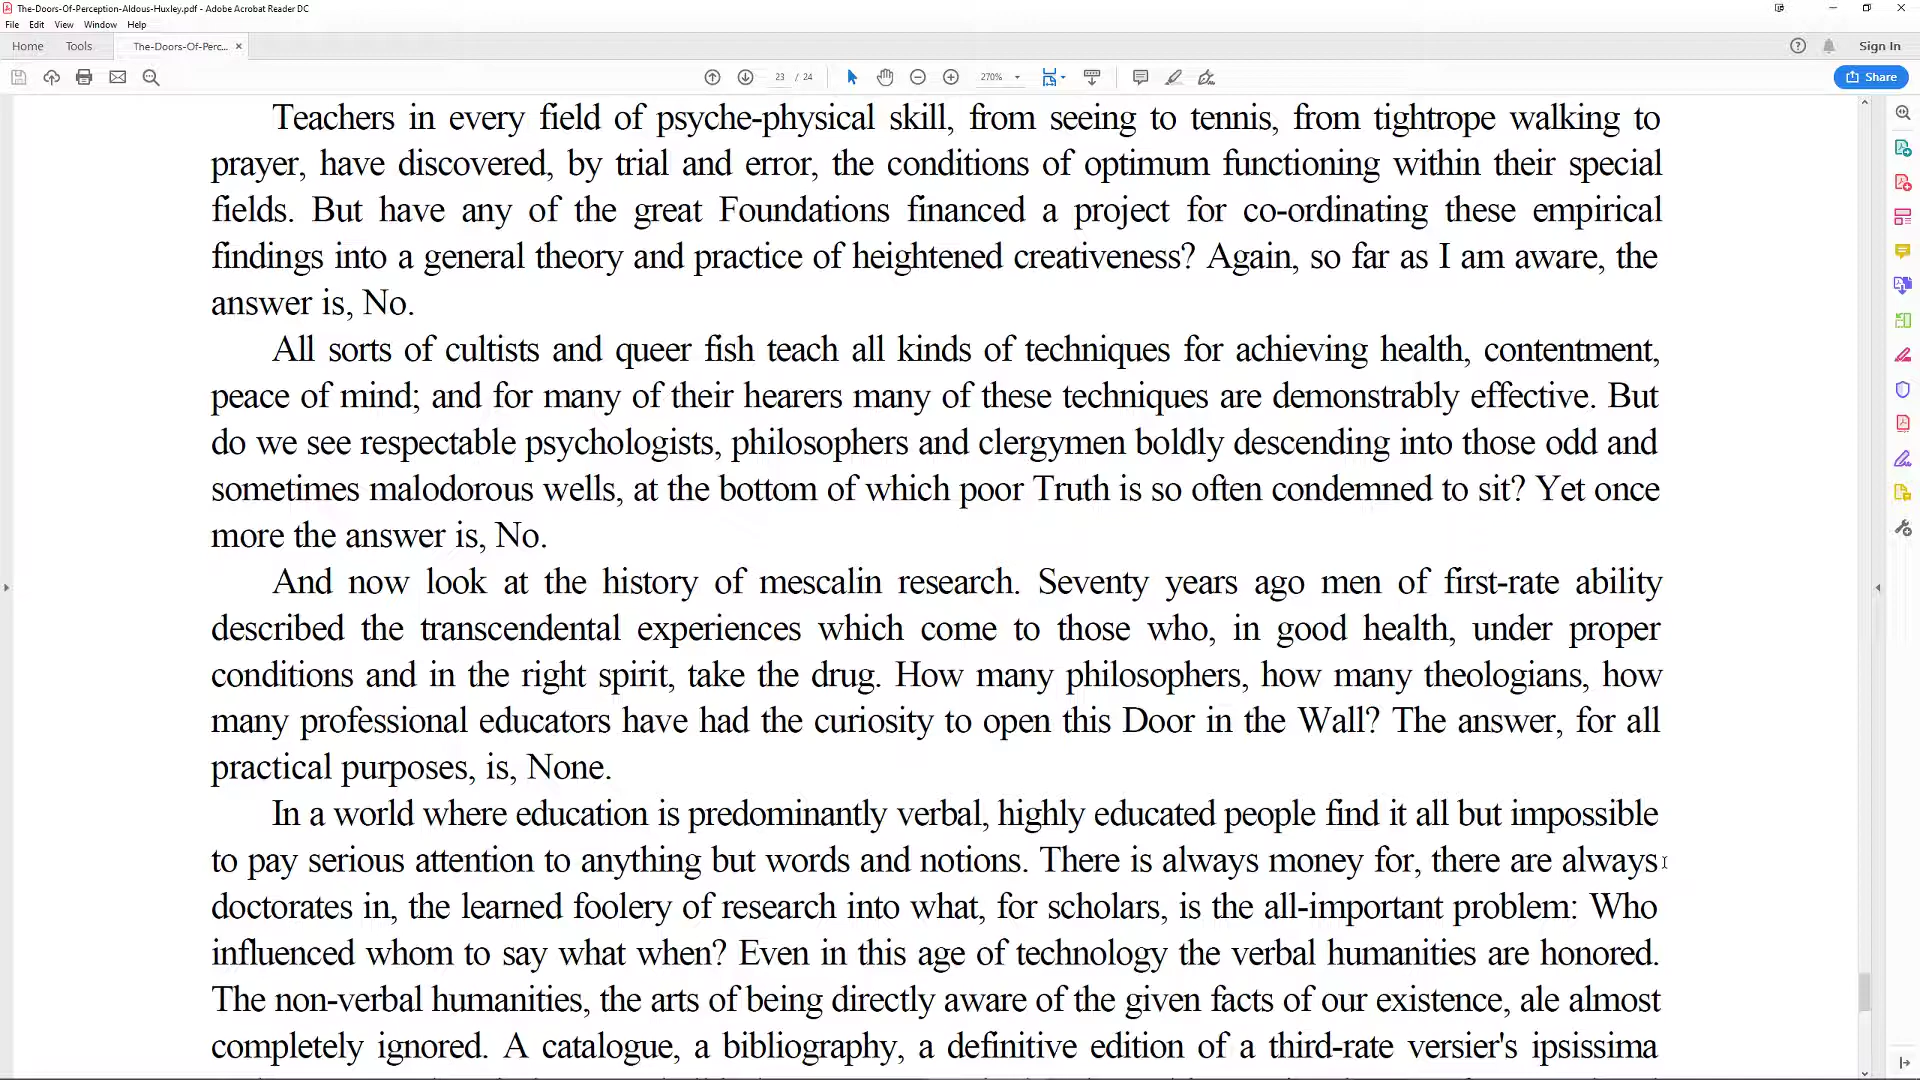 The-Doors-Of-Perception-Aldous-Huxley.pdf - Adobe Acrobat Reader DC
File Edit View Window Help
Home Tools The-Doors-Of-Perc... × Sign In
23 / 24 270% Share
Teachers in every field of psyche-physical skill, from seeing to tennis, from tightrope walking to
prayer, have discovered, by trial and error, the conditions of optimum functioning within their special
fields. But have any of the great Foundations financed a project for co-ordinating these empirical
findings into a general theory and practice of heightened creativeness? Again, so far as I am aware, the
answer is, No.
All sorts of cultists and queer fish teach all kinds of techniques for achieving health, contentment,
peace of mind; and for many of their hearers many of these techniques are demonstrably effective. But
do we see respectable psychologists, philosophers and clergymen boldly descending into those odd and
sometimes malodorous wells, at the bottom of which poor Truth is so often condemned to sit? Yet once
more the answer is, No.
And now look at the history of mescalin research. Seventy years ago men of first-rate ability
described the transcendental experiences which come to those who, in good health, under proper
conditions and in the right spirit, take the drug. How many philosophers, how many theologians, how
many professional educators have had the curiosity to open this Door in the Wall? The answer, for all
practical purposes, is, None.
In a world where education is predominantly verbal, highly educated people find it all but impossible
to pay serious attention to anything but words and notions. There is always money for, there are always
doctorates in, the learned foolery of research into what, for scholars, is the all-important problem: Who
influenced whom to say what when? Even in this age of technology the verbal humanities are honored.
The non-verbal humanities, the arts of being directly aware of the given facts of our existence, ale almost
completely ignored. A catalogue, a bibliography, a definitive edition of a third-rate versier's ipsissima